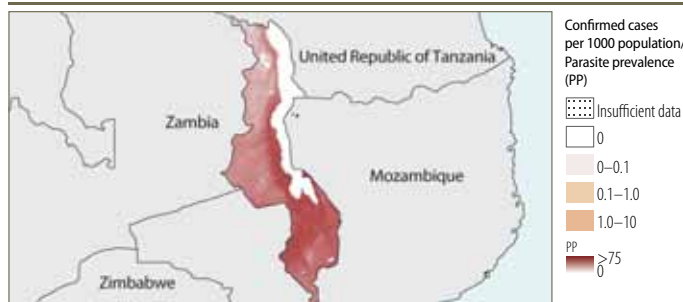 United Republic of Tanzania
Zambia
Mozambique
Zimbabwe
Confirmed cases
per 1000 population/
Parasite prevalence
(PP)
Insufficient data
0
0–0.1
0.1–1.0
1.0–10
PP
>75
0